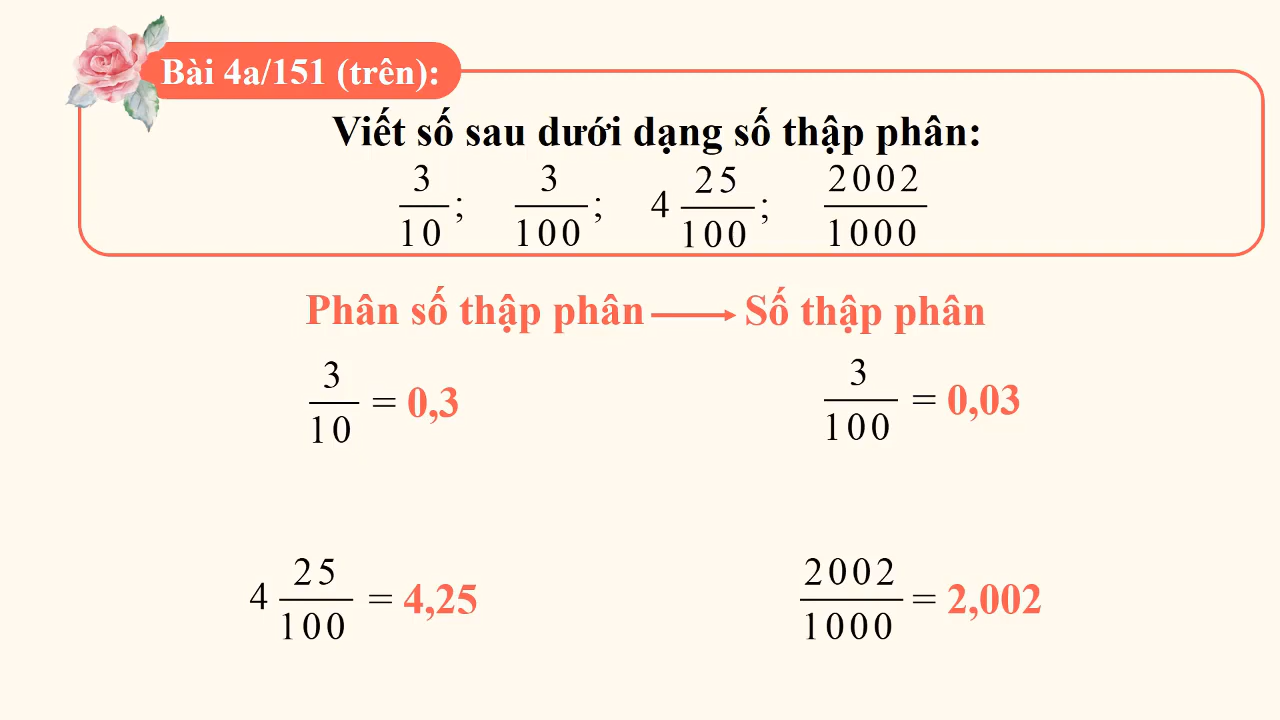 Bài 4a/151 (trên):
Viết số sau dưới dạng số thập phân:
3/10; 3/100; 4 25/100; 2002/1000
Phân số thập phân → Số thập phân
3/10 = 0,3
3/100 = 0,03
4 25/100 = 4,25
2002/1000 = 2,002